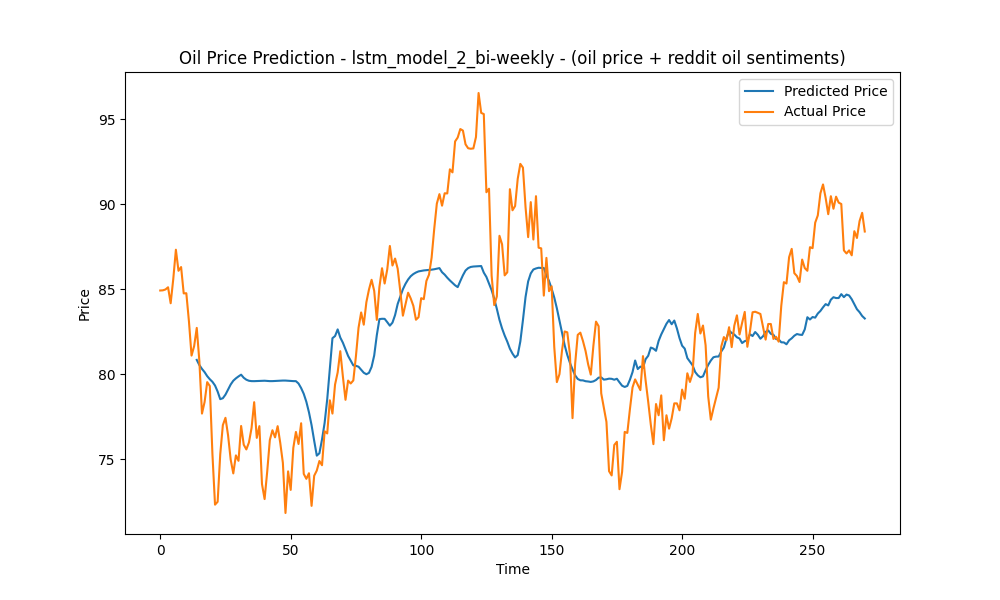 Oil Price Prediction - lstm_model_2_bi-weekly - (oil price + reddit oil sentiments)
Predicted Price
Actual Price
95
90
85
80
75
Price
0 50 100 150 200 250
Time